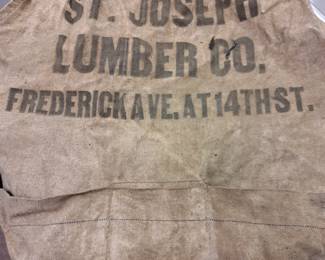 ST. JOSEPH
LUMBER CO.
FREDERICK AVE. AT 14TH ST.